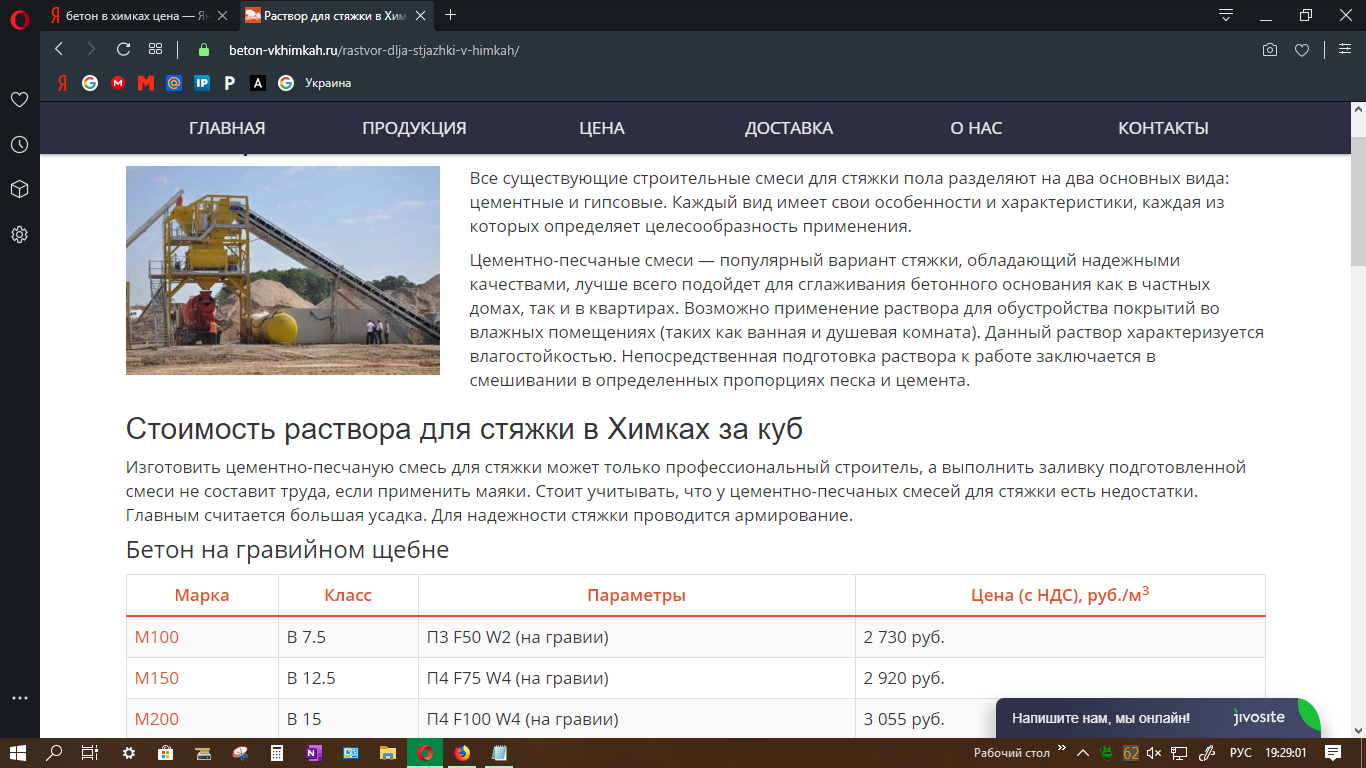 бетон в химках цена — Ян
Раствор для стяжки в Хим
beton-vkhimkah.ru/rastvor-dlja-stjazhki-v-himkah/
Я G M M @ IP P A G Украина
ГЛАВНАЯ ПРОДУКЦИЯ ЦЕНА ДОСТАВКА О НАС КОНТАКТЫ
Все существующие строительные смеси для стяжки пола разделяют на два основных вида:
цементные и гипсовые. Каждый вид имеет свои особенности и характеристики, каждая из
которых определяет целесообразность применения.
Цементно-песчаные смеси — популярный вариант стяжки, обладающий надежными
качествами, лучше всего подойдет для сглаживания бетонного основания как в частных
домах, так и в квартирах. Возможно применение раствора для обустройства покрытий во
влажных помещениях (таких как ванная и душевая комната). Данный раствор характеризуется
влагостойкостью. Непосредственная подготовка раствора к работе заключается в
смешивании в определенных пропорциях песка и цемента.
Стоимость раствора для стяжки в Химках за куб
Изготовить цементно-песчаную смесь для стяжки может только профессиональный строитель, а выполнить заливку подготовленной
смеси не составит труда, если применить маяки. Стоит учитывать, что у цементно-песчаных смесей для стяжки есть недостатки.
Главным считается большая усадка. Для надежности стяжки проводится армирование.
Бетон на гравийном щебне
Марка Класс Параметры Цена (с НДС), руб./м³
М100 В 7.5 П3 F50 W2 (на гравии) 2 730 руб.
М150 В 12.5 П4 F75 W4 (на гравии) 2 920 руб.
М200 В 15 П4 F100 W4 (на гравии) 3 055 руб.
Напишите нам, мы онлайн! jivosite
Рабочий стол 62 РУС 19:29:01